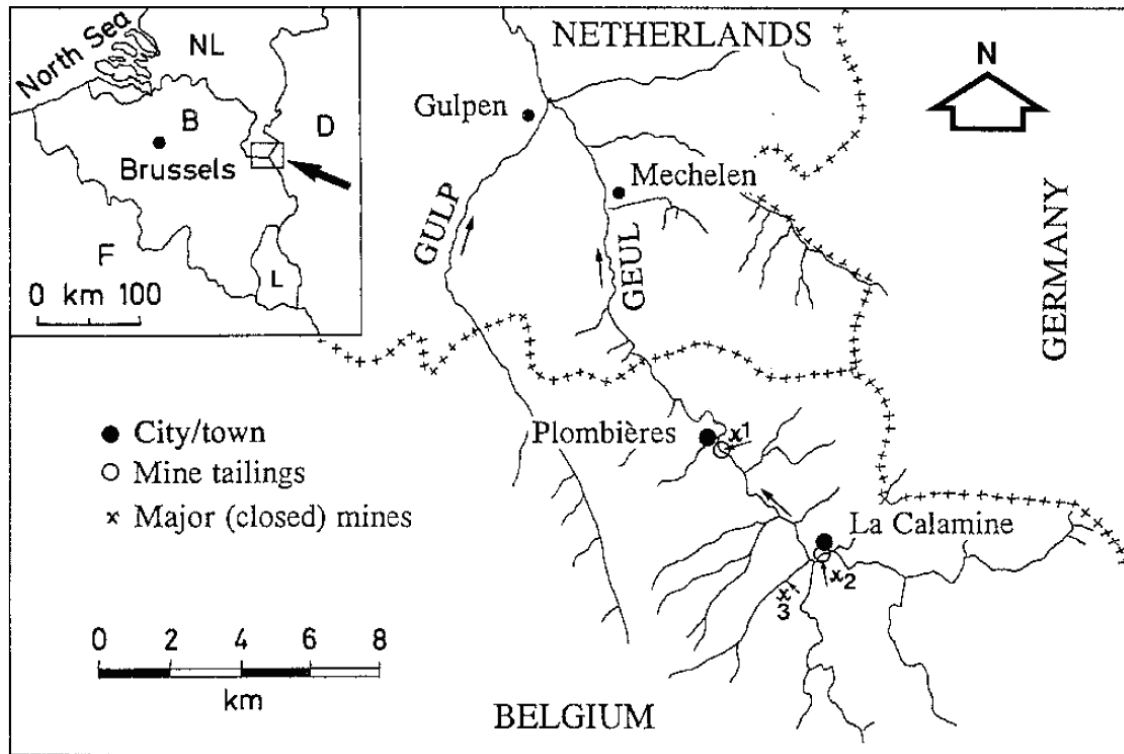 North Sea
NL
B
D
Brussels
F
L
0 km 100
NETHERLANDS
N
Gulpen
Mechelen
GULP
GEUL
GERMANY
Plombières
x1
● City/town
○ Mine tailings
x Major (closed) mines
La Calamine
x2
x
3
0 2 4 6 8
km
BELGIUM